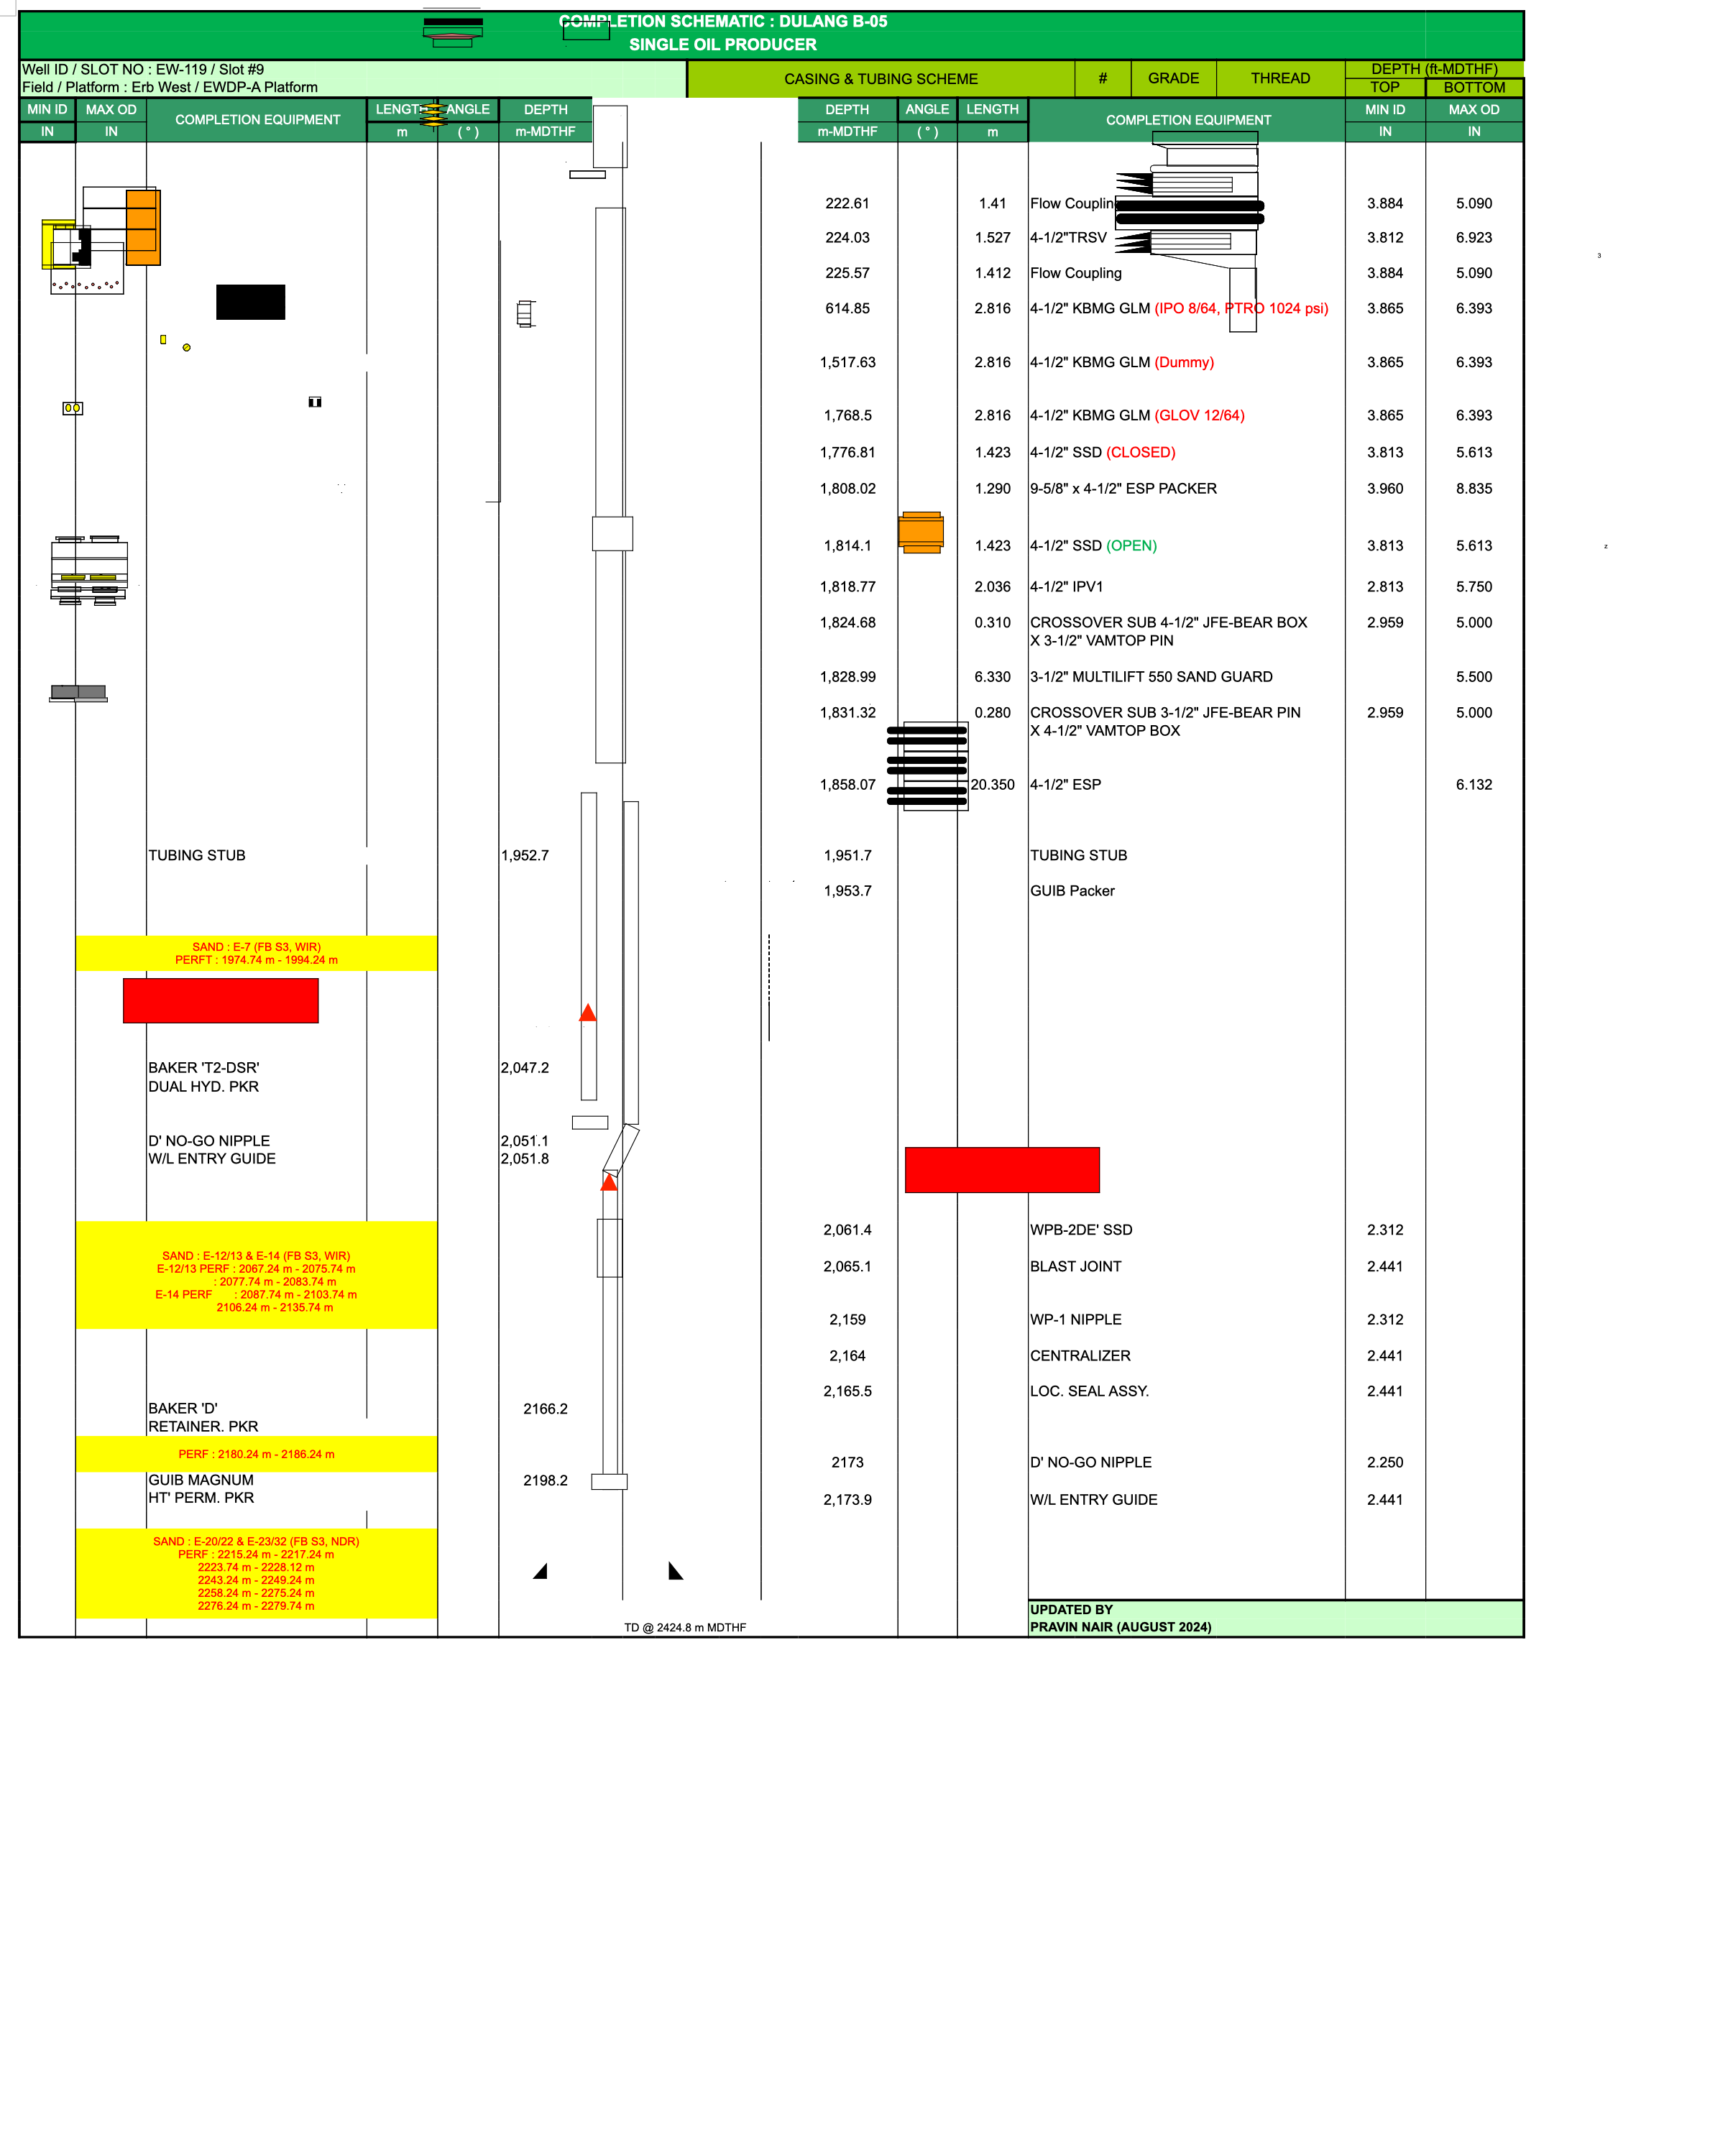 COMPLETION SCHEMATIC : DULANG B-05
SINGLE OIL PRODUCER
Well ID / SLOT NO : EW-119 / Slot #9
Field / Platform : Erb West / EWDP-A Platform
CASING & TUBING SCHEME # GRADE THREAD DEPTH (ft-MDTHF)
TOP BOTTOM
MIN ID MAX OD COMPLETION EQUIPMENT LENGTH ANGLE DEPTH DEPTH ANGLE LENGTH COMPLETION EQUIPMENT MIN ID MAX OD
IN IN m ( ° ) m-MDTHF m-MDTHF ( ° ) m IN IN
222.61 1.41 Flow Coupling 3.884 5.090
224.03 1.527 4-1/2"TRSV 3.812 6.923
3
225.57 1.412 Flow Coupling 3.884 5.090
614.85 2.816 4-1/2" KBMG GLM (IPO 8/64, PTRO 1024 psi) 3.865 6.393
1,517.63 2.816 4-1/2" KBMG GLM (Dummy) 3.865 6.393
1,768.5 2.816 4-1/2" KBMG GLM (GLOV 12/64) 3.865 6.393
1,776.81 1.423 4-1/2" SSD (CLOSED) 3.813 5.613
1,808.02 1.290 9-5/8" x 4-1/2" ESP PACKER 3.960 8.835
1,814.1 1.423 4-1/2" SSD (OPEN) 3.813 5.613
2
1,818.77 2.036 4-1/2" IPV1 2.813 5.750
1,824.68 0.310 CROSSOVER SUB 4-1/2" JFE-BEAR BOX 2.959 5.000
X 3-1/2" VAMTOP PIN
1,828.99 6.330 3-1/2" MULTILIFT 550 SAND GUARD 5.500
1,831.32 0.280 CROSSOVER SUB 3-1/2" JFE-BEAR PIN 2.959 5.000
X 4-1/2" VAMTOP BOX
1,858.07 20.350 4-1/2" ESP 6.132
TUBING STUB 1,952.7 1,951.7 TUBING STUB
1,953.7 GUIB Packer
SAND : E-7 (FB S3, WIR)
PERFT : 1974.74 m - 1994.24 m
BAKER 'T2-DSR' 2,047.2
DUAL HYD. PKR
D' NO-GO NIPPLE 2,051.1
W/L ENTRY GUIDE 2,051.8
2,061.4 WPB-2DE' SSD 2.312
SAND : E-12/13 & E-14 (FB S3, WIR)
E-12/13 PERF : 2067.24 m - 2075.74 m
2,065.1 BLAST JOINT 2.441
: 2077.74 m - 2083.74 m
E-14 PERF : 2087.74 m - 2103.74 m
2106.24 m - 2135.74 m
2,159 WP-1 NIPPLE 2.312
2,164 CENTRALIZER 2.441
2,165.5 LOC. SEAL ASSY. 2.441
BAKER 'D' 2166.2
RETAINER. PKR
PERF : 2180.24 m - 2186.24 m
2173 D' NO-GO NIPPLE 2.250
GUIB MAGNUM 2198.2
HT' PERM. PKR
2,173.9 W/L ENTRY GUIDE 2.441
SAND : E-20/22 & E-23/32 (FB S3, NDR)
PERF : 2215.24 m - 2217.24 m
2223.74 m - 2228.12 m
2243.24 m - 2249.24 m
2258.24 m - 2275.24 m
2276.24 m - 2279.74 m
UPDATED BY
TD @ 2424.8 m MDTHF
PRAVIN NAIR (AUGUST 2024)